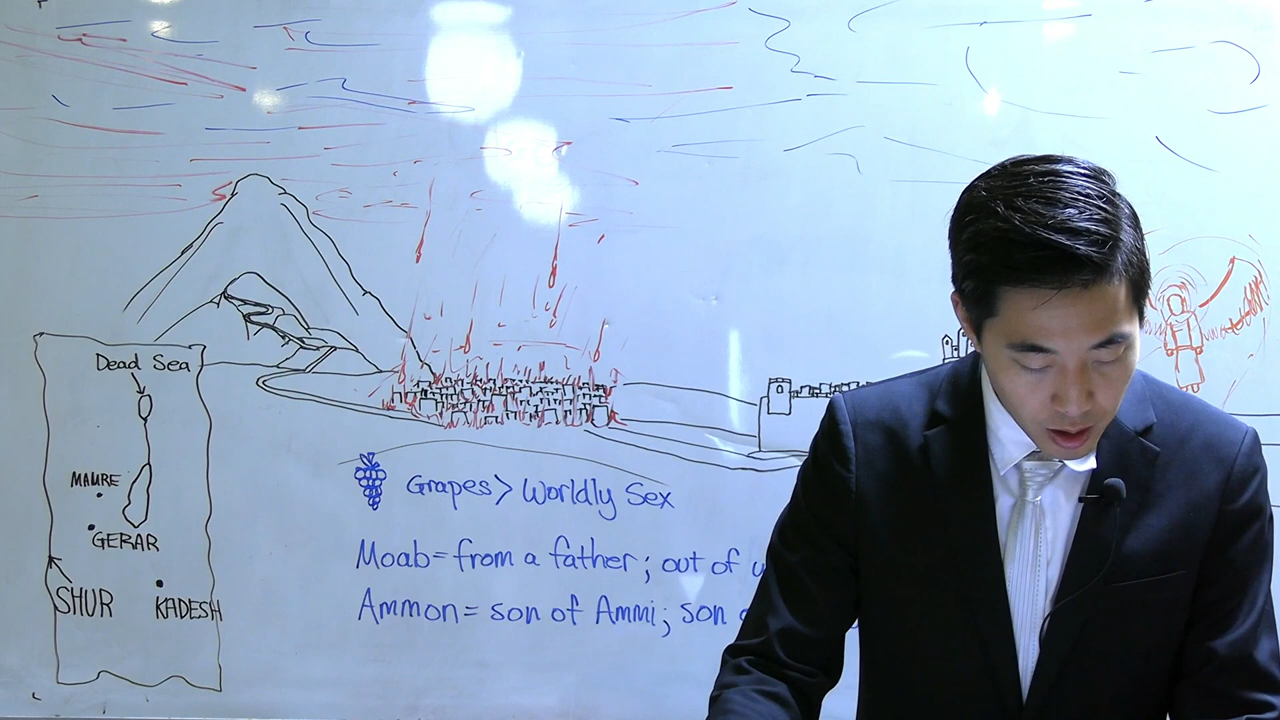 Dead Sea
MAMRE
GERAR
SHUR
KADESH
Grapes > Worldly Sex
Moab = from a father; out of
Ammon = son of Ammi; son